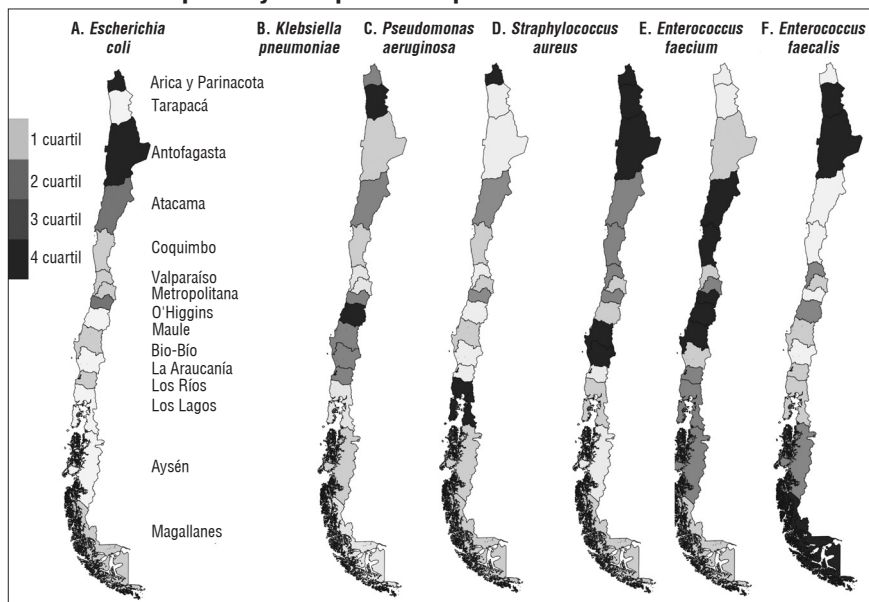 A. Escherichia
coli
B. Klebsiella
pneumoniae
C. Pseudomonas
aeruginosa
D. Straphylococcus
aureus
E. Enterococcus
faecium
F. Enterococcus
faecalis
1 cuartil
2 cuartil
3 cuartil
4 cuartil
Arica y Parinacota
Tarapacá
Antofagasta
Atacama
Coquimbo
Valparaíso
Metropolitana
O'Higgins
Maule
Bio-Bío
La Araucanía
Los Ríos
Los Lagos
Aysén
Magallanes